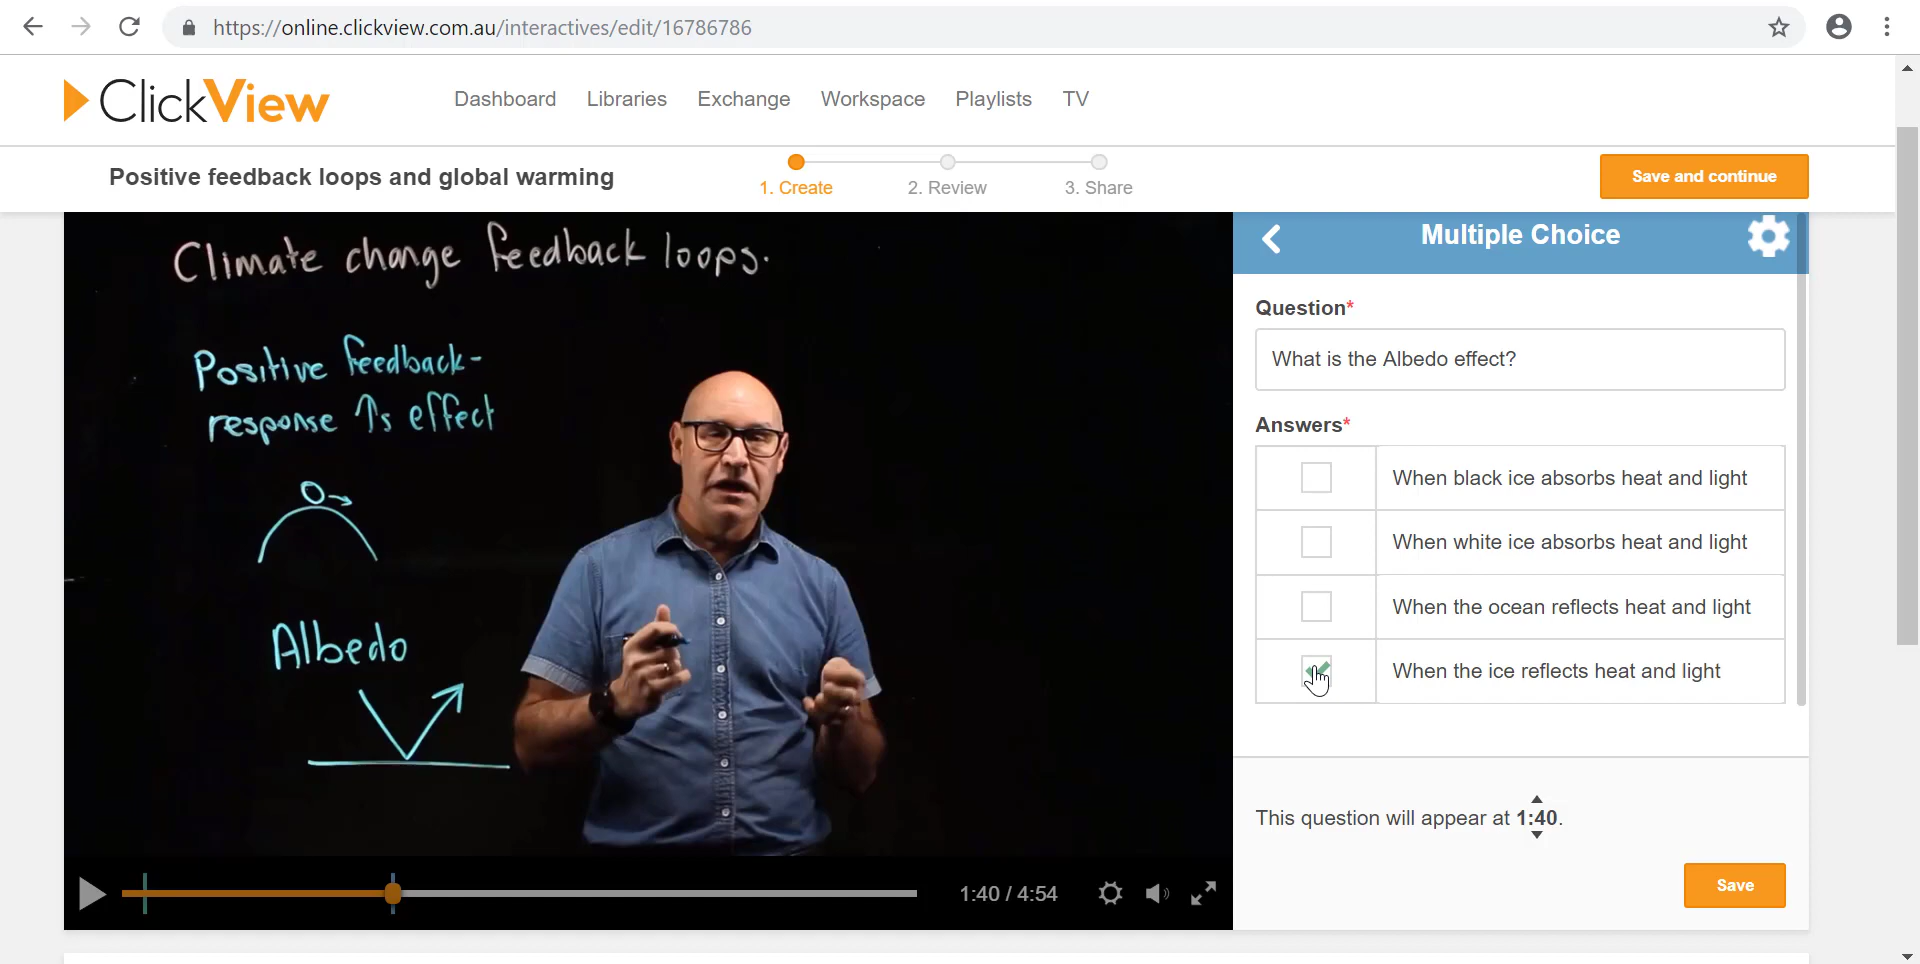 https://online.clickview.com.au/interactives/edit/16786786
ClickView
Dashboard Libraries Exchange Workspace Playlists TV
Positive feedback loops and global warming
1. Create 2. Review 3. Share
Save and continue
Climate change feedback loops.
Positive feedback-
response ↑s effect
Albedo
1:40 / 4:54
Multiple Choice
Question*
What is the Albedo effect?
Answers*
When black ice absorbs heat and light
When white ice absorbs heat and light
When the ocean reflects heat and light
When the ice reflects heat and light
This question will appear at 1:40.
Save